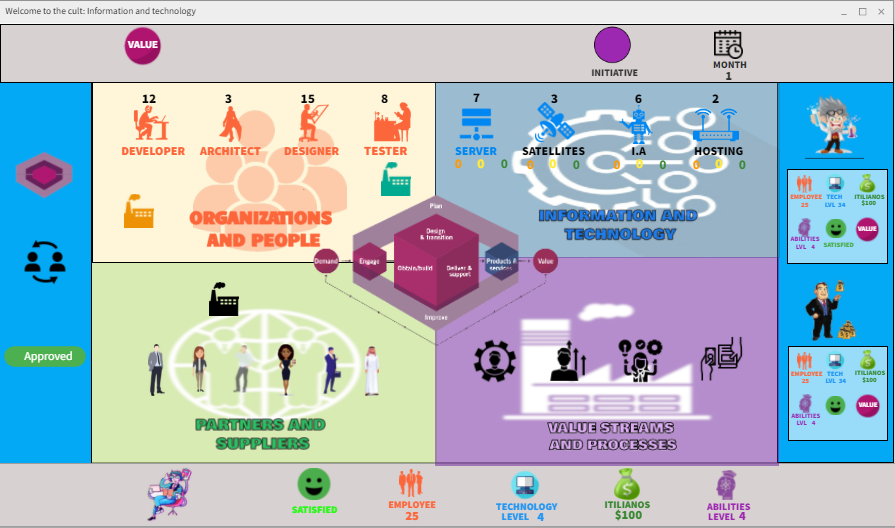 Welcome to the cult: Information and technology
VALUE
INITIATIVE
MONTH
1
12
3
15
8
DEVELOPER
ARCHITECT
DESIGNER
TESTER
7
3
6
2
SERVER
SATELLITES
I.A
HOSTING
0 0 0
0 0 0
0 0 0
0 0 0
ORGANIZATIONS
AND PEOPLE
INFORMATION AND
TECHNOLOGY
Plan
Design
& transition
Demand
Engage
Obtain/build
Deliver &
support
Products &
services
Value
Improve
Approved
PARTNERS AND
SUPPLIERS
VALUE STREAMS
AND PROCESSES
EMPLOYEE
25
TECH
LVL 34
ITILIANOS
$100
ABILITIES
LVL 4
SATISFIED
VALUE
EMPLOYEE
25
TECH
LVL 34
ITILIANOS
$100
ABILITIES
LVL 4
VALUE
SATISFIED
EMPLOYEE
25
TECHNOLOGY
LEVEL 4
ITILIANOS
$100
ABILITIES
LEVEL 4